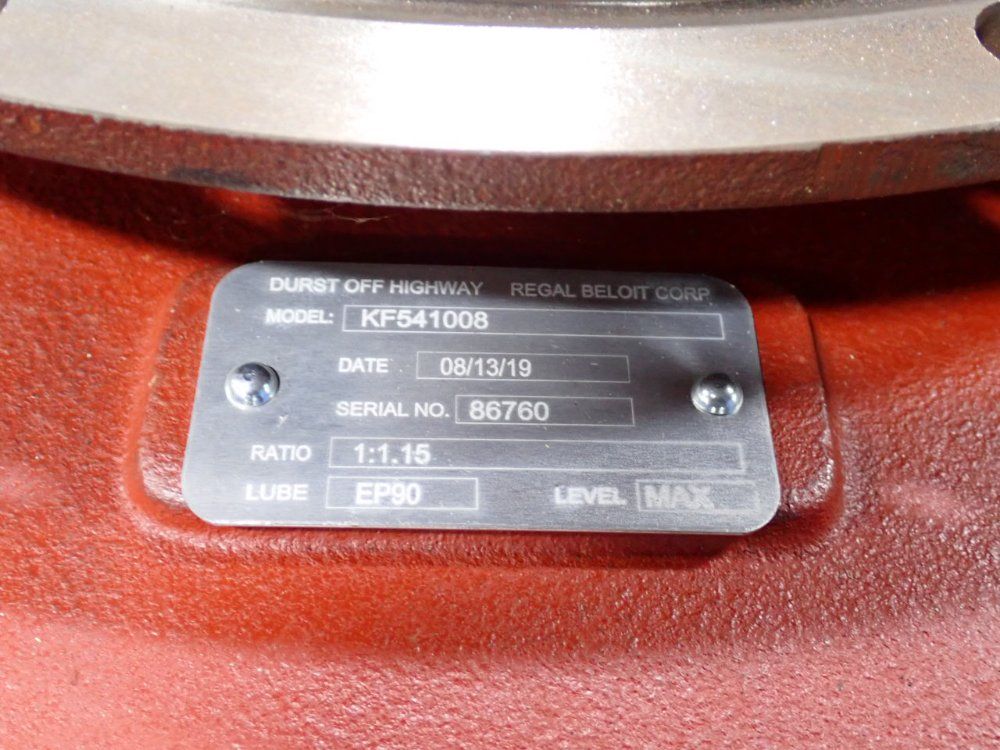 DURST OFF HIGHWAY REGAL BELOIT CORP.
MODEL: KF541008
DATE 08/13/19
SERIAL NO. 86760
RATIO 1:1.15
LUBE EP90 LEVEL MAX